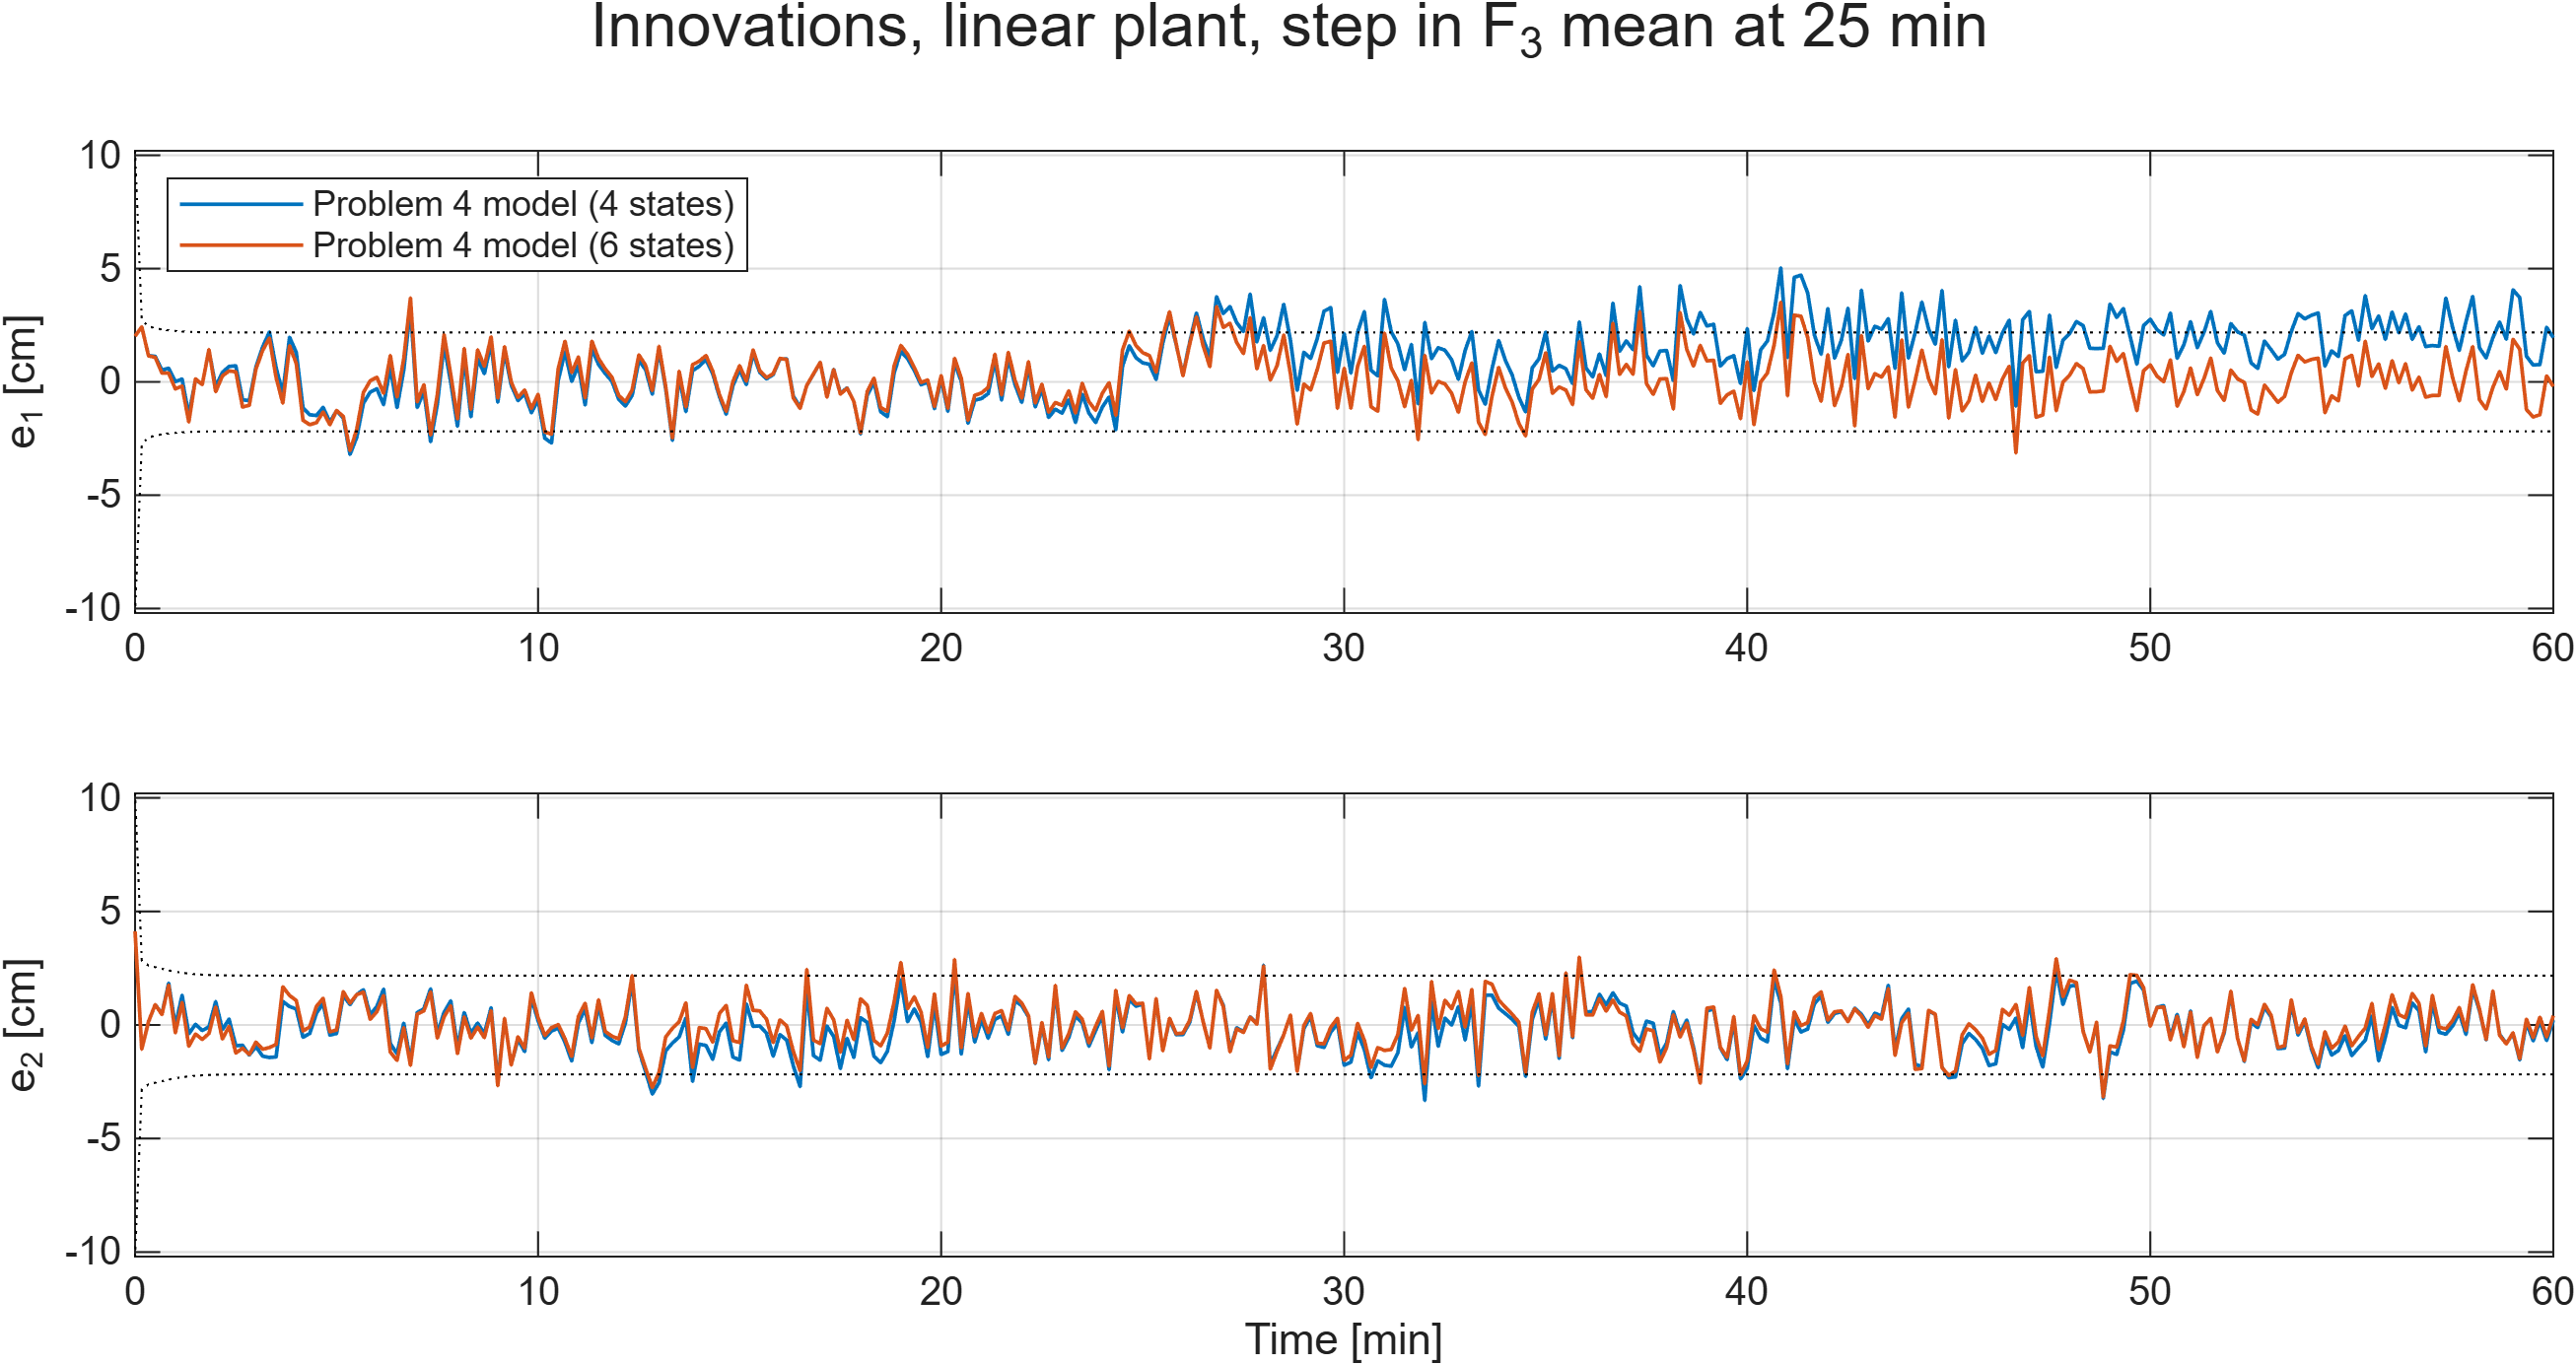 Innovations, linear plant, step in F₃ mean at 25 min
10
5
0
-5
-10
e₁ [cm]
Problem 4 model (4 states)
Problem 4 model (6 states)
0 10 20 30 40 50 60
10
5
0
-5
-10
e₂ [cm]
0 10 20 30 40 50 60
Time [min]